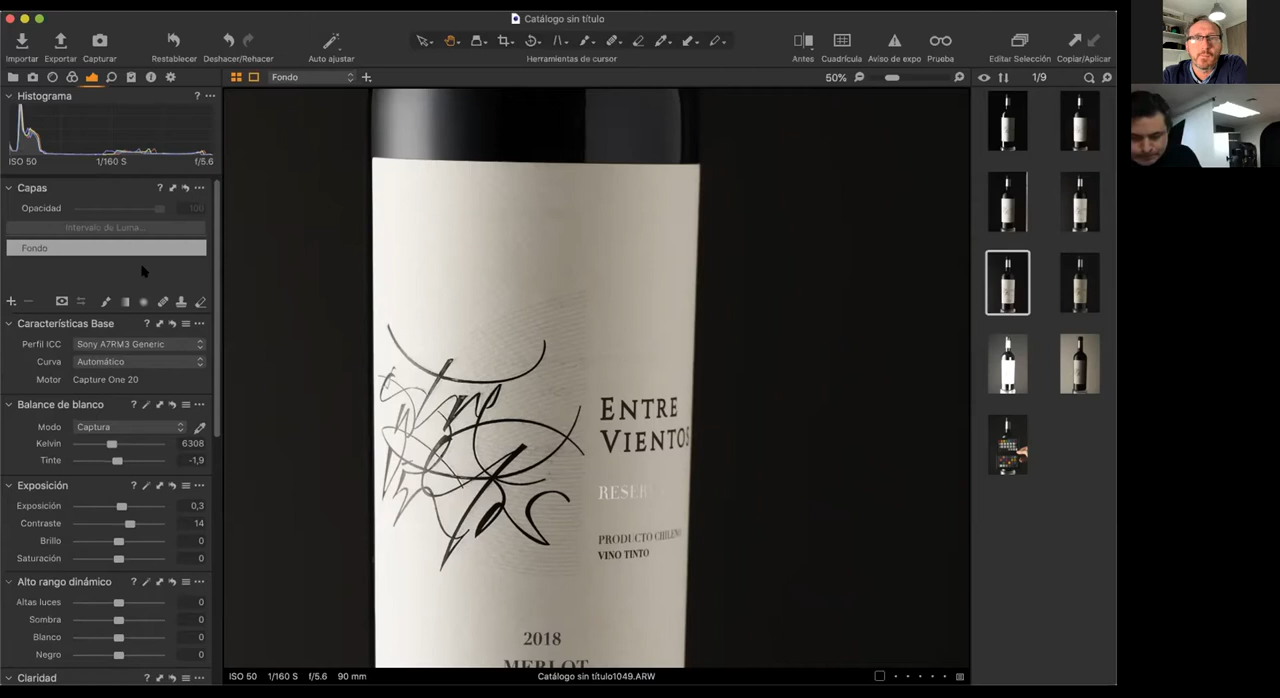 Catálogo sin título
Importar Exportar Capturar Restablecer Deshacer/Rehacer Auto ajustar Herramientas de cursor Antes Cuadrícula Aviso de expo Prueba Editar Selección Copiar/Aplicar
Fondo
50%
1/9
Histograma
ISO 50 1/160 S f/5.6
Capas
Opacidad 100
Intervalo de Luma...
Fondo
Características Base
Perfil ICC Sony A7RM3 Generic
Curva Automático
Motor Capture One 20
Balance de blanco
Modo Captura
Kelvin 6308
Tinte -1,9
Exposición
Exposición 0,3
Contraste 14
Brillo 0
Saturación 0
Alto rango dinámico
Altas luces 0
Sombra 0
Blanco 0
Negro 0
Claridad
ENTRE
VIENTOS
PRODUCTO CHILENO
VINO TINTO
2018
MERLOT
ISO 50 1/160 S f/5.6 90 mm Catálogo sin título1049.ARW